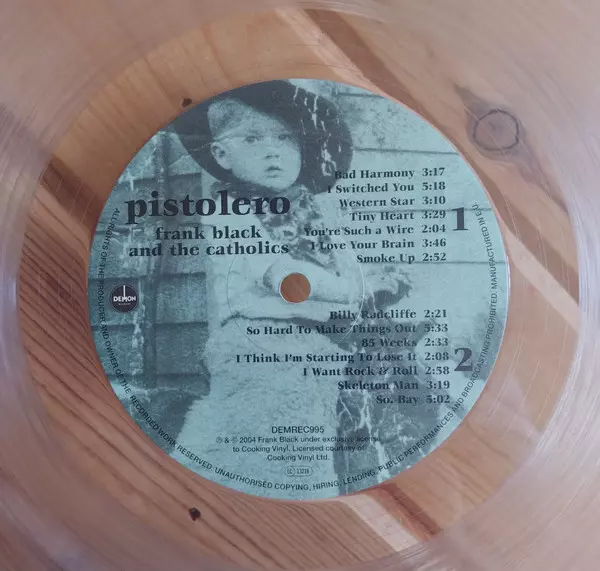 pistolero
frank black
and the catholics
Bad Harmony 3:17
I Switched You 5:18
Western Star 3:10
Tiny Heart 3:29
You're Such a Wire 2:04
I Love Your Brain 3:46
Smoke Up 2:52
1
Billy Radcliffe 2:21
So Hard To Make Things Out 5:33
85 Weeks 2:33
I Think I'm Starting To Lose It 2:08
I Want Rock & Roll 2:58
Skeleton Man 3:19
So. Bay 5:02
2
DEMON
DEMREC995
℗ & © 2004 Frank Black under exclusive license
to Cooking Vinyl. Licensed courtesy of
Cooking Vinyl Ltd.
LC 13216
ALL RIGHTS OF THE PRODUCER AND OWNER OF THE RECORDED WORK RESERVED. UNAUTHORISED COPYING, HIRING, LENDING, PUBLIC PERFORMANCES AND BROADCASTING PROHIBITED. MANUFACTURED IN E.U.